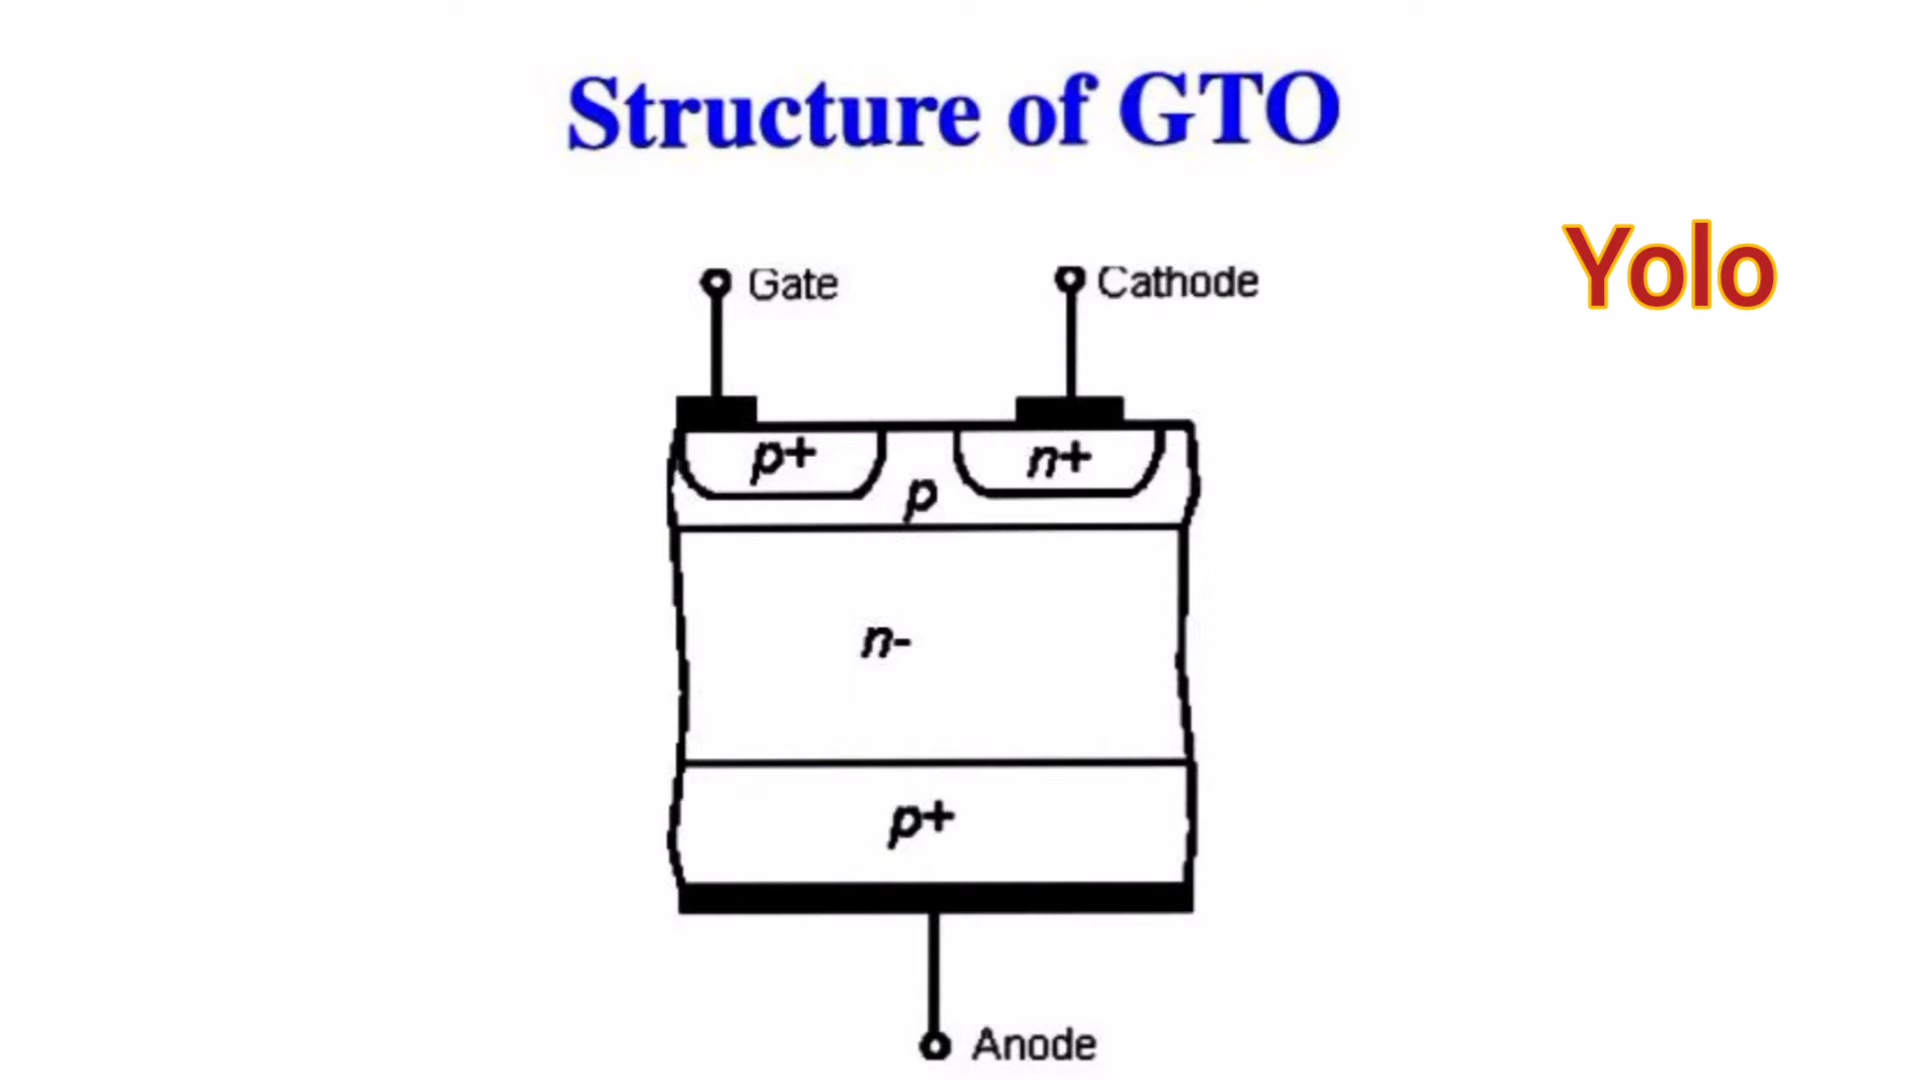 Structure of GTO
Yolo
Gate
Cathode
p+
n+
p
n-
p+
Anode